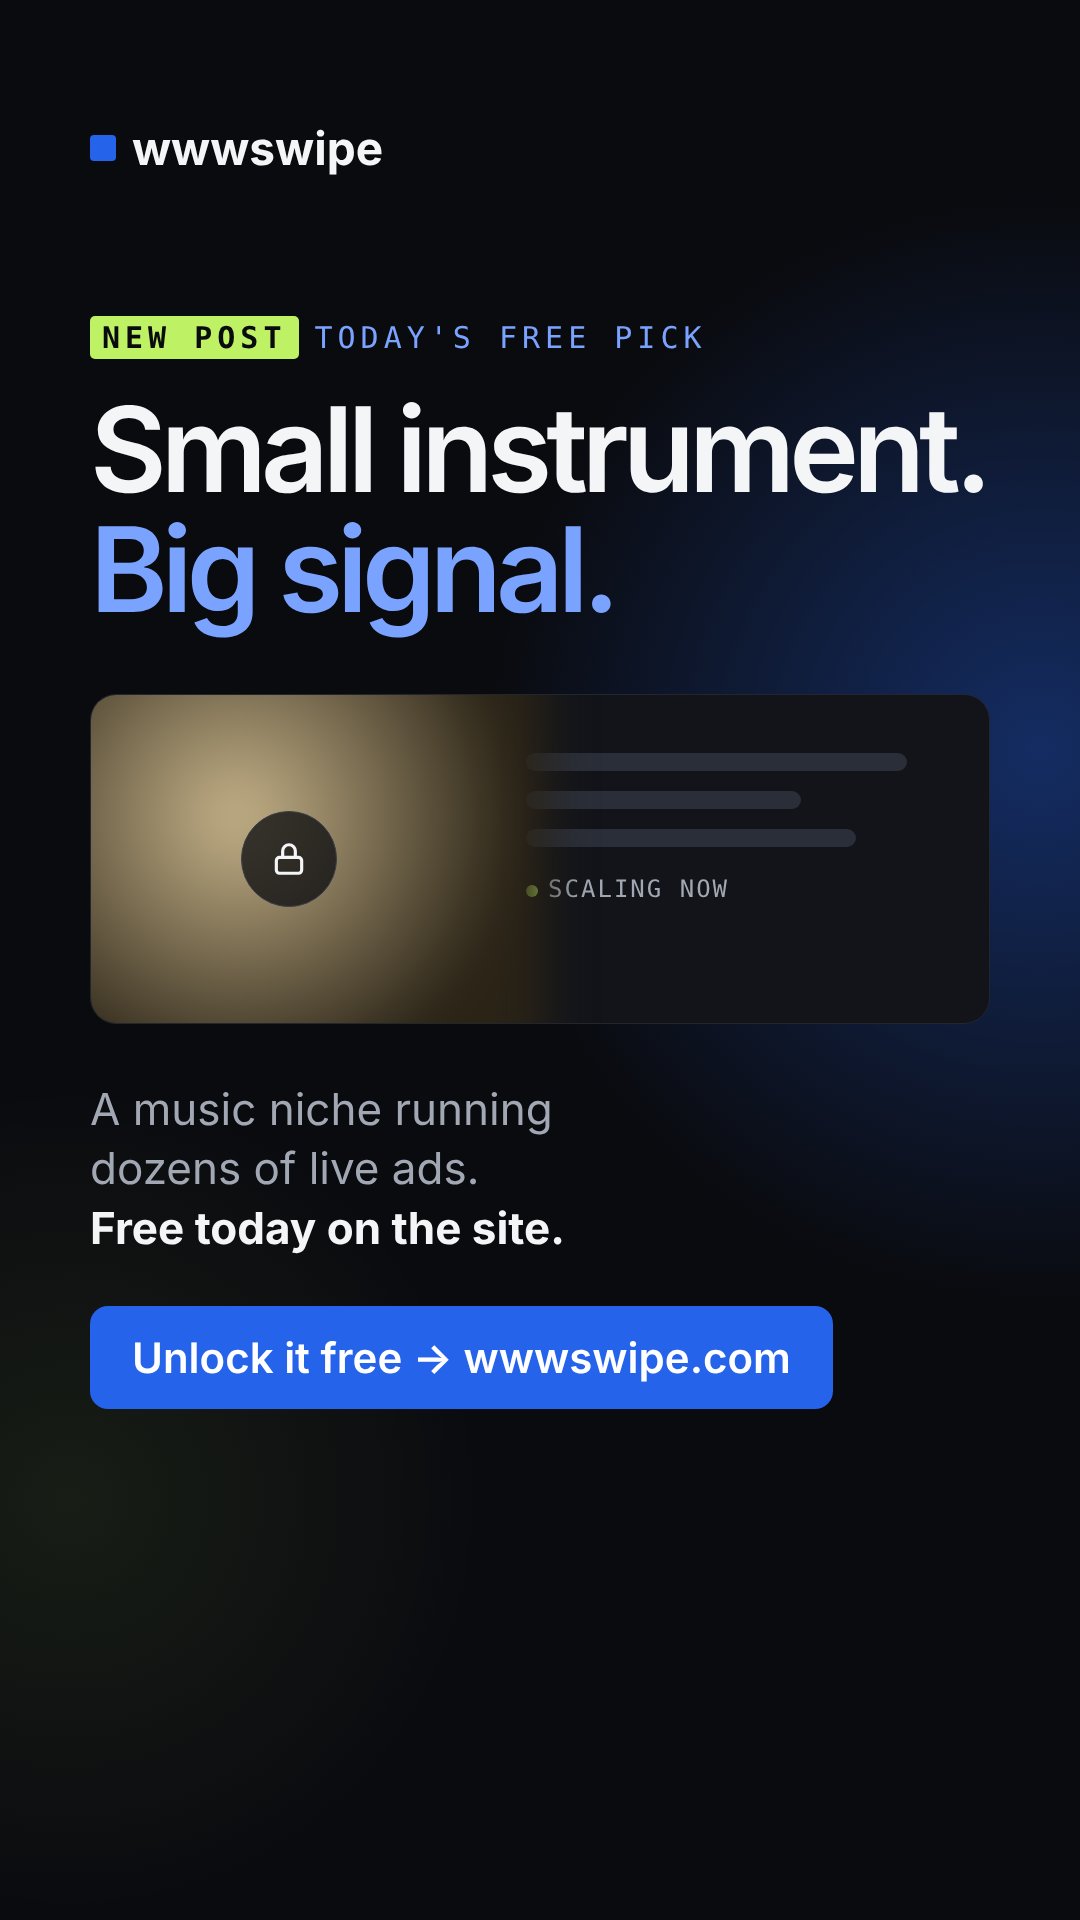 wwwswipe
NEW POST TODAY'S FREE PICK
Small instrument.
Big signal.
SCALING NOW
A music niche running
dozens of live ads.
Free today on the site.
Unlock it free → wwwswipe.com